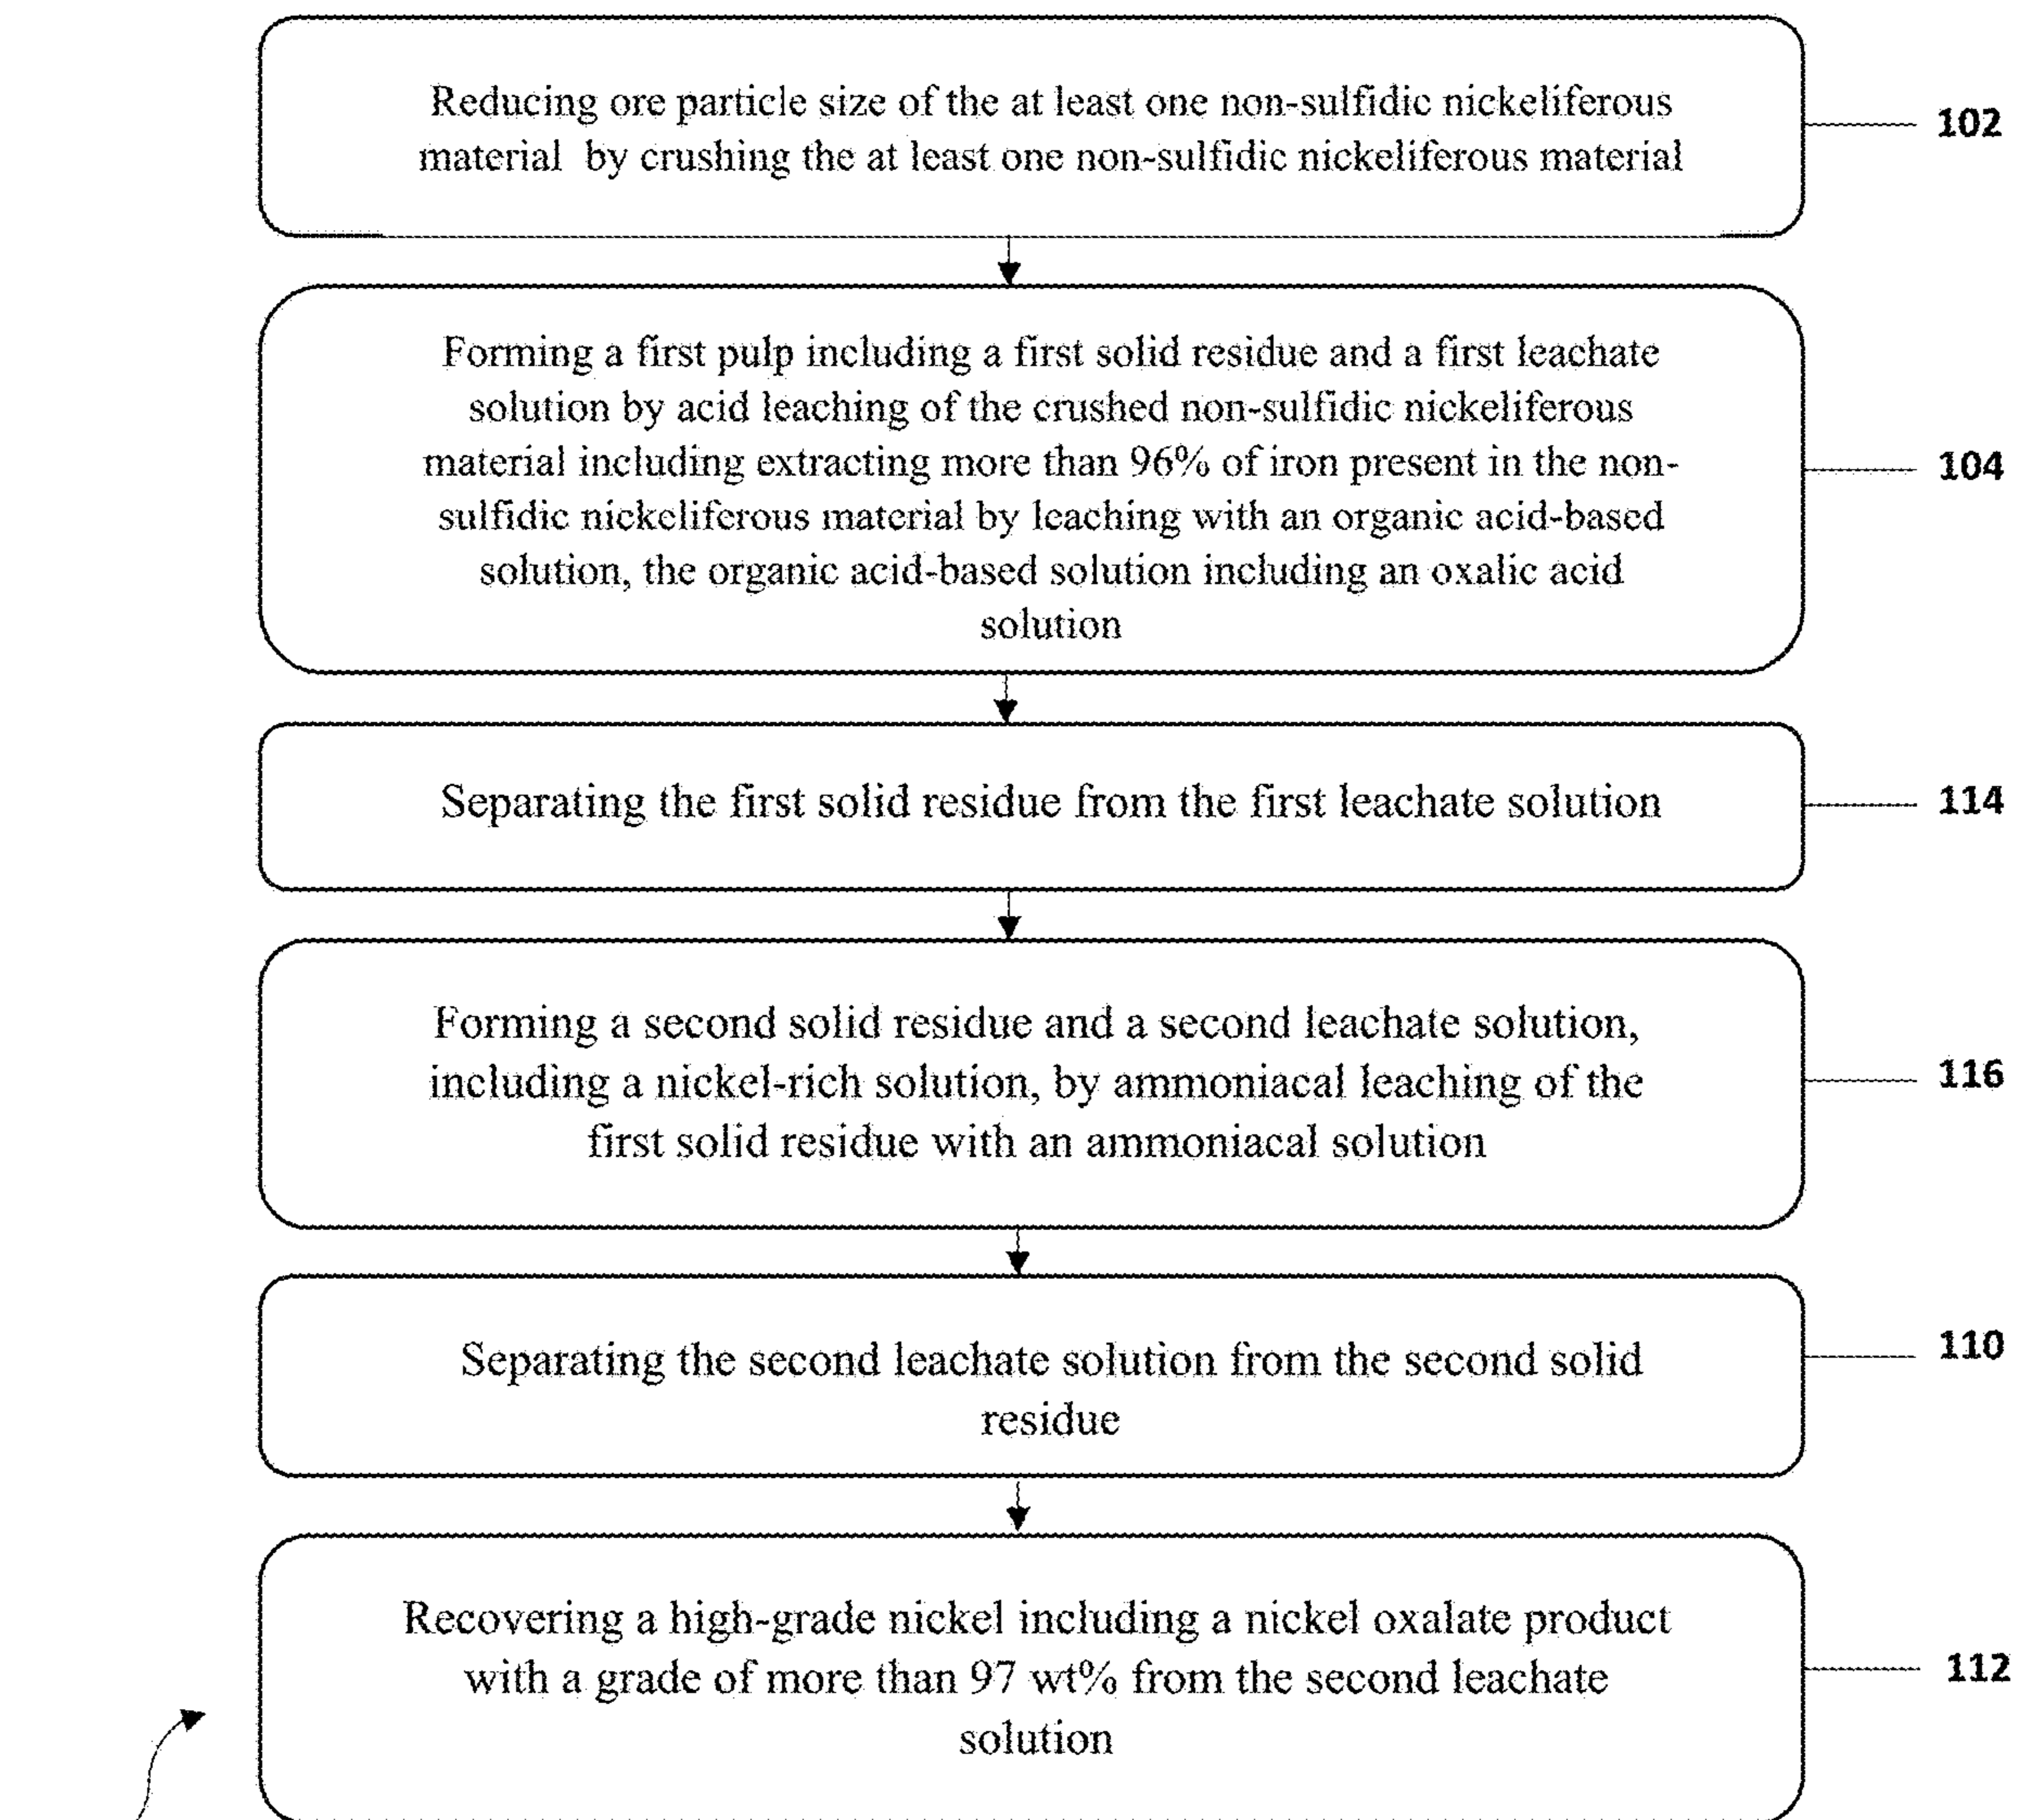 Reducing ore particle size of the at least one non-sulfidic nickeliferous
material by crushing the at least one non-sulfidic nickeliferous material
102
Forming a first pulp including a first solid residue and a first leachate
solution by acid leaching of the crushed non-sulfidic nickeliferous
material including extracting more than 96% of iron present in the non-
sulfidic nickeliferous material by leaching with an organic acid-based
solution, the organic acid-based solution including an oxalic acid
solution
104
Separating the first solid residue from the first leachate solution
114
Forming a second solid residue and a second leachate solution,
including a nickel-rich solution, by ammoniacal leaching of the
first solid residue with an ammoniacal solution
116
Separating the second leachate solution from the second solid
residue
110
Recovering a high-grade nickel including a nickel oxalate product
with a grade of more than 97 wt% from the second leachate
solution
112